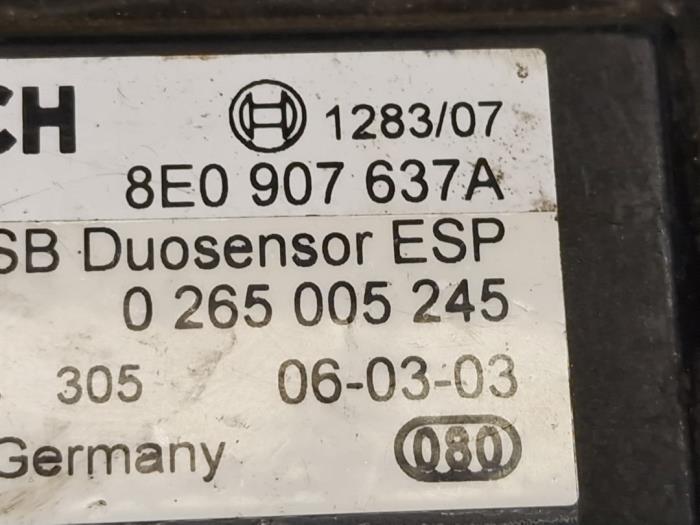 CH 1283/07
8E0 907 637A
SB Duosensor ESP
0 265 005 245
305 06-03-03
Germany 080